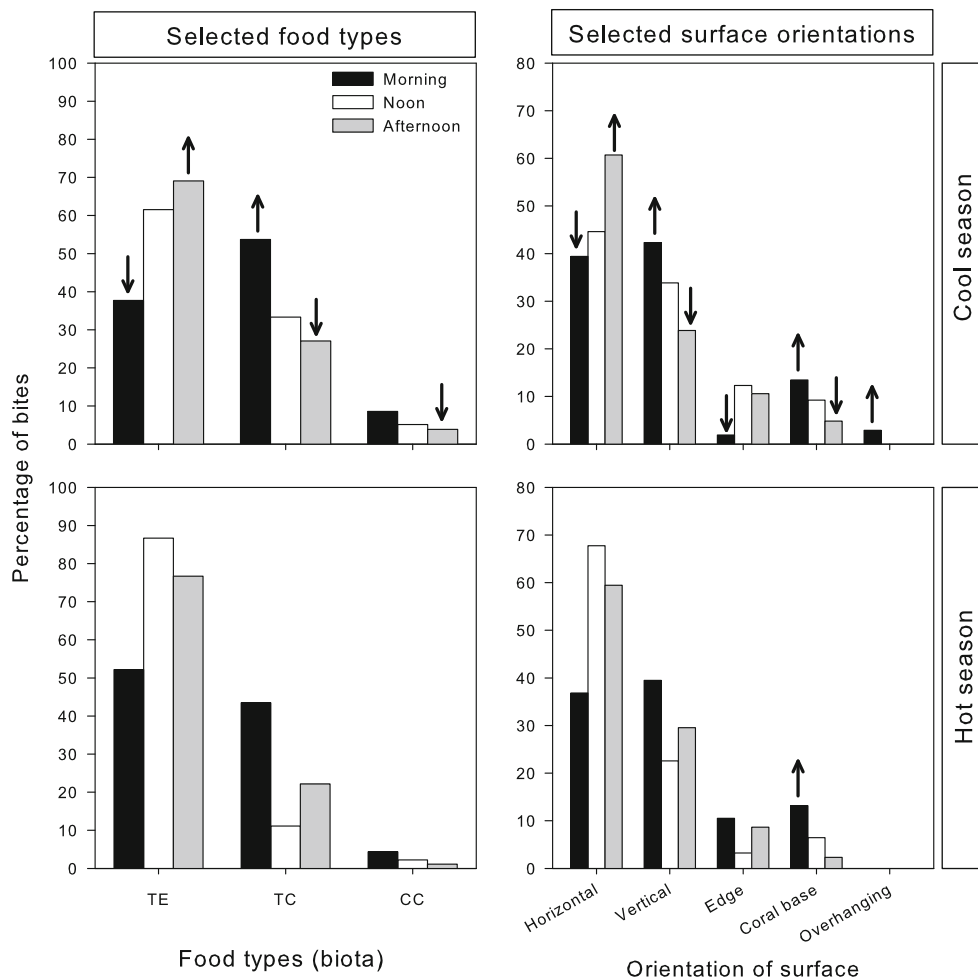 Selected food types
Selected surface orientations
100
90
80
70
60
50
40
30
20
10
0
Morning
Noon
Afternoon
80
70
60
50
40
30
20
10
0
Cool season
Percentage of bites
100
90
80
70
60
50
40
30
20
10
0
TE
TC
CC
Food types (biota)
80
70
60
50
40
30
20
10
0
Horizontal
Vertical
Edge
Coral base
Overhanging
Orientation of surface
Hot season